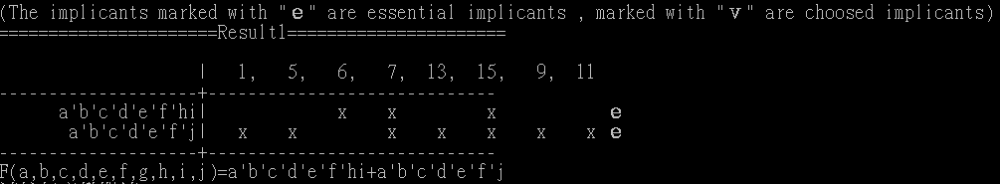 (The implicants marked with "e" are essential implicants , marked with "v" are choosed implicants)
======================Result1======================
| 1, 5, 6, 7, 13, 15, 9, 11
--------------------+-----------------------------
a'b'c'd'e'f'hi| x x x e
a'b'c'd'e'f'j| x x x x x x x e
--------------------+-----------------------------
F(a,b,c,d,e,f,g,h,i,j)=a'b'c'd'e'f'hi+a'b'c'd'e'f'j